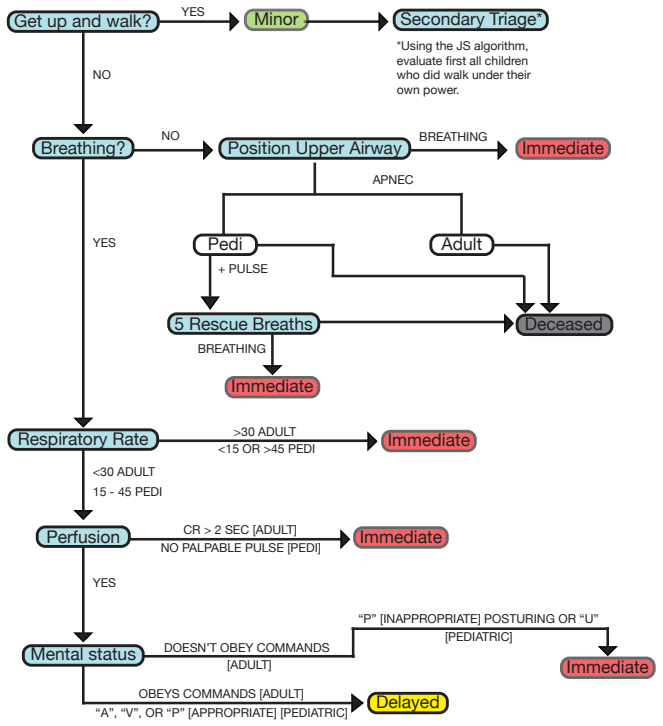 Get up and walk?
YES
Minor
Secondary Triage*
*Using the JS algorithm,
evaluate first all children
who did walk under their
own power.
NO
Breathing?
NO
Position Upper Airway
BREATHING
Immediate
APNEC
YES
Pedi
Adult
+ PULSE
5 Rescue Breaths
Deceased
BREATHING
Immediate
Respiratory Rate
>30 ADULT
<15 OR >45 PEDI
Immediate
<30 ADULT
15 - 45 PEDI
Perfusion
CR > 2 SEC [ADULT]
NO PALPABLE PULSE [PEDI]
Immediate
YES
Mental status
DOESN'T OBEY COMMANDS
[ADULT]
“P” [INAPPROPRIATE] POSTURING OR “U”
[PEDIATRIC]
Immediate
OBEYS COMMANDS [ADULT]
“A”, “V”, OR “P” [APPROPRIATE] [PEDIATRIC]
Delayed